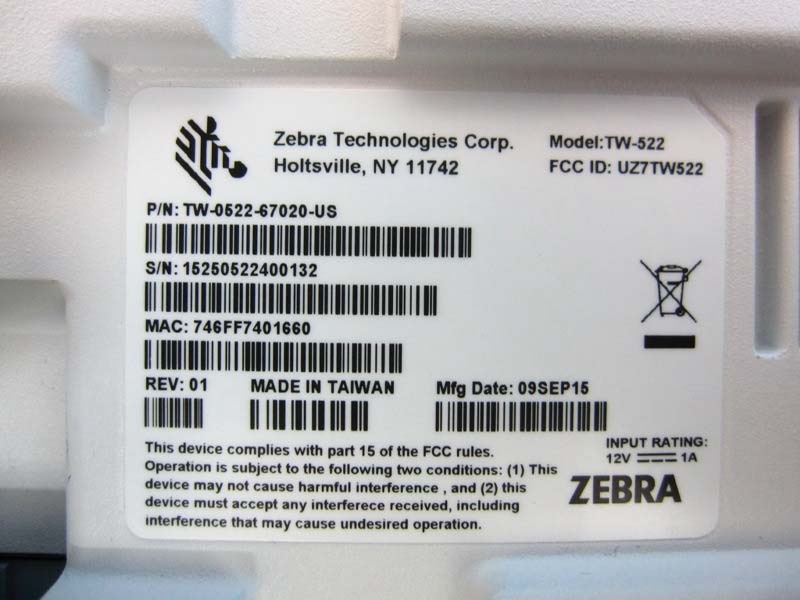 Zebra Technologies Corp.
Holtsville, NY 11742
Model:TW-522
FCC ID: UZ7TW522
P/N: TW-0522-67020-US
S/N: 15250522400132
MAC: 746FF7401660
REV: 01
MADE IN TAIWAN
Mfg Date: 09SEP15
This device complies with part 15 of the FCC rules.
Operation is subject to the following two conditions: (1) This
device may not cause harmful interference , and (2) this
device must accept any interferece received, including
interference that may cause undesired operation.
INPUT RATING:
12V 1A
ZEBRA